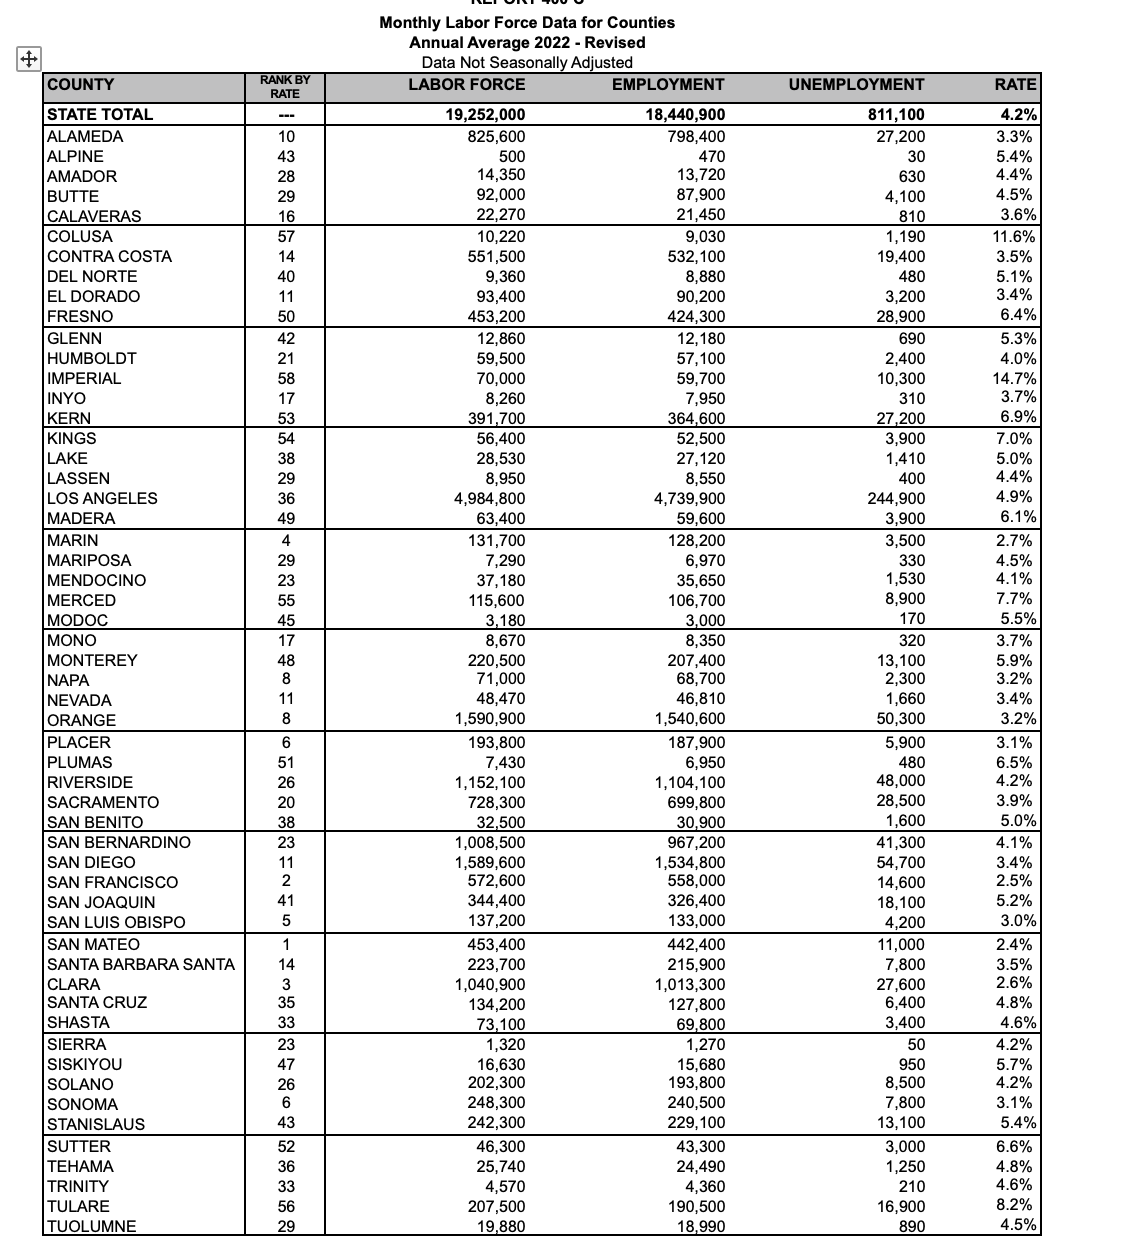 Monthly Labor Force Data for Counties
Annual Average 2022 - Revised
Data Not Seasonally Adjusted
COUNTY RANK BY RATE LABOR FORCE EMPLOYMENT UNEMPLOYMENT RATE
STATE TOTAL --- 19,252,000 18,440,900 811,100 4.2%
ALAMEDA 10 825,600 798,400 27,200 3.3%
ALPINE 43 500 470 30 5.4%
AMADOR 28 14,350 13,720 630 4.4%
BUTTE 29 92,000 87,900 4,100 4.5%
CALAVERAS 16 22,270 21,450 810 3.6%
COLUSA 57 10,220 9,030 1,190 11.6%
CONTRA COSTA 14 551,500 532,100 19,400 3.5%
DEL NORTE 40 9,360 8,880 480 5.1%
EL DORADO 11 93,400 90,200 3,200 3.4%
FRESNO 50 453,200 424,300 28,900 6.4%
GLENN 42 12,860 12,180 690 5.3%
HUMBOLDT 21 59,500 57,100 2,400 4.0%
IMPERIAL 58 70,000 59,700 10,300 14.7%
INYO 17 8,260 7,950 310 3.7%
KERN 53 391,700 364,600 27,200 6.9%
KINGS 54 56,400 52,500 3,900 7.0%
LAKE 38 28,530 27,120 1,410 5.0%
LASSEN 29 8,950 8,550 400 4.4%
LOS ANGELES 36 4,984,800 4,739,900 244,900 4.9%
MADERA 49 63,400 59,600 3,900 6.1%
MARIN 4 131,700 128,200 3,500 2.7%
MARIPOSA 29 7,290 6,970 330 4.5%
MENDOCINO 23 37,180 35,650 1,530 4.1%
MERCED 55 115,600 106,700 8,900 7.7%
MODOC 45 3,180 3,000 170 5.5%
MONO 17 8,670 8,350 320 3.7%
MONTEREY 48 220,500 207,400 13,100 5.9%
NAPA 8 71,000 68,700 2,300 3.2%
NEVADA 11 48,470 46,810 1,660 3.4%
ORANGE 8 1,590,900 1,540,600 50,300 3.2%
PLACER 6 193,800 187,900 5,900 3.1%
PLUMAS 51 7,430 6,950 480 6.5%
RIVERSIDE 26 1,152,100 1,104,100 48,000 4.2%
SACRAMENTO 20 728,300 699,800 28,500 3.9%
SAN BENITO 38 32,500 30,900 1,600 5.0%
SAN BERNARDINO 23 1,008,500 967,200 41,300 4.1%
SAN DIEGO 11 1,589,600 1,534,800 54,700 3.4%
SAN FRANCISCO 2 572,600 558,000 14,600 2.5%
SAN JOAQUIN 41 344,400 326,400 18,100 5.2%
SAN LUIS OBISPO 5 137,200 133,000 4,200 3.0%
SAN MATEO 1 453,400 442,400 11,000 2.4%
SANTA BARBARA SANTA 14 223,700 215,900 7,800 3.5%
CLARA 3 1,040,900 1,013,300 27,600 2.6%
SANTA CRUZ 35 134,200 127,800 6,400 4.8%
SHASTA 33 73,100 69,800 3,400 4.6%
SIERRA 23 1,320 1,270 50 4.2%
SISKIYOU 47 16,630 15,680 950 5.7%
SOLANO 26 202,300 193,800 8,500 4.2%
SONOMA 6 248,300 240,500 7,800 3.1%
STANISLAUS 43 242,300 229,100 13,100 5.4%
SUTTER 52 46,300 43,300 3,000 6.6%
TEHAMA 36 25,740 24,490 1,250 4.8%
TRINITY 33 4,570 4,360 210 4.6%
TULARE 56 207,500 190,500 16,900 8.2%
TUOLUMNE 29 19,880 18,990 890 4.5%